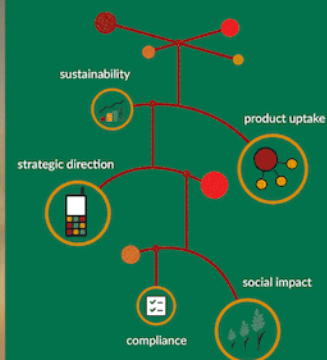 sustainability
product uptake
strategic direction
social impact
compliance